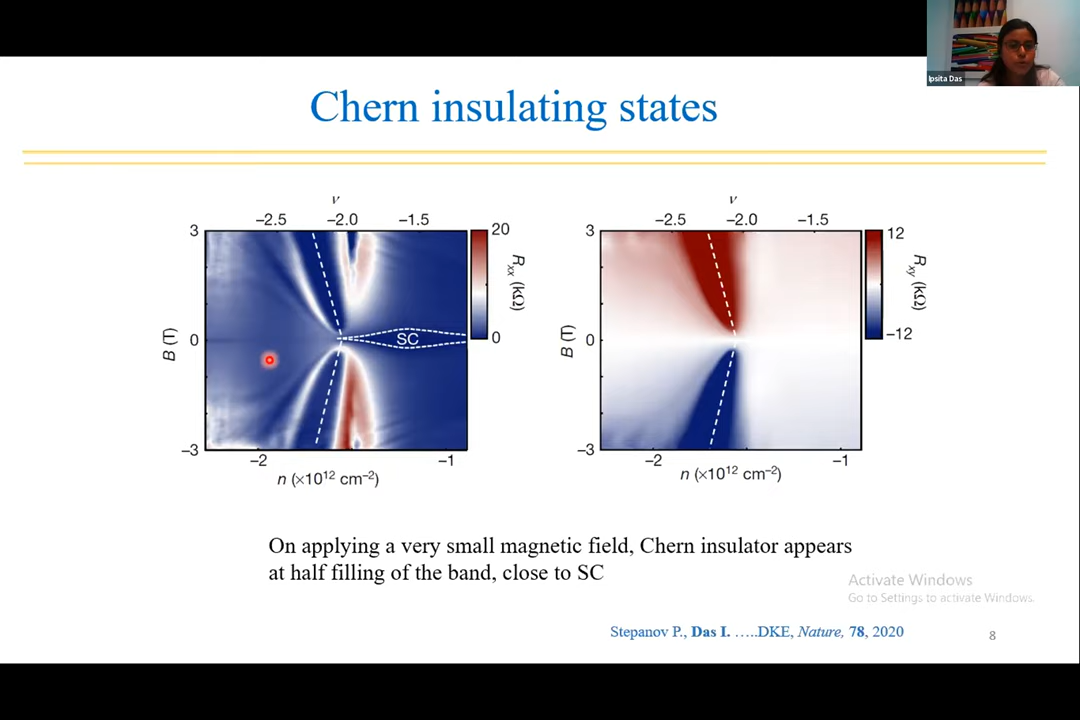 Ipsita Das
Chern insulating states
ν
−2.5 −2.0 −1.5
3
0
−3
B (T)
SC
−2 −1
n (×10¹² cm⁻²)
20
0
Rxx (kΩ)
ν
−2.5 −2.0 −1.5
3
0
−3
B (T)
−2 −1
n (×10¹² cm⁻²)
12
−12
Rxy (kΩ)
On applying a very small magnetic field, Chern insulator appears
at half filling of the band, close to SC
Activate Windows
Go to Settings to activate Windows.
Stepanov P., Das I. …..DKE, Nature, 78, 2020
8